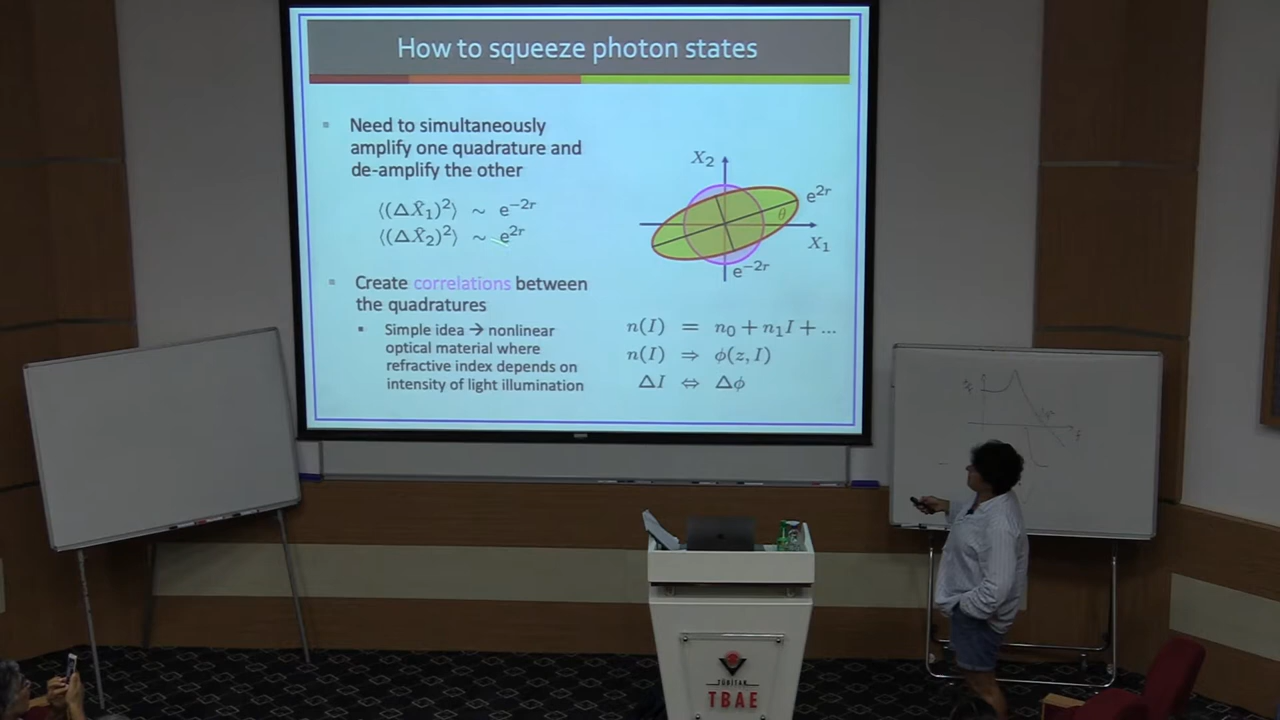 How to squeeze photon states
▪ Need to simultaneously
amplify one quadrature and
de-amplify the other
⟨(ΔX̂₁)²⟩ ~ e⁻²ʳ
⟨(ΔX̂₂)²⟩ ~ e²ʳ
▪ Create correlations between
the quadratures
▪ Simple idea → nonlinear
optical material where
refractive index depends on
intensity of light illumination
X₂
e²ʳ
θ
X₁
e⁻²ʳ
n(I) = n₀ + n₁I + ...
n(I) ⇒ φ(z, I)
ΔI ⇔ Δφ
TÜBİTAK
TBAE